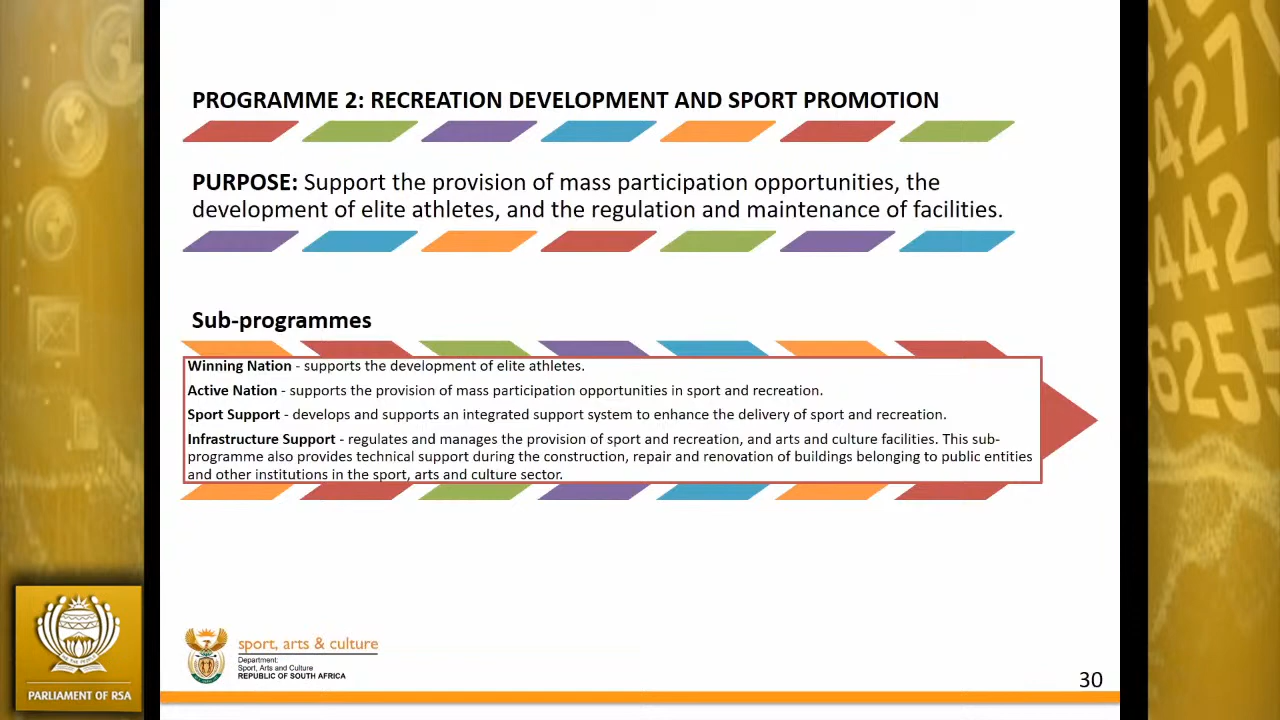 PROGRAMME 2: RECREATION DEVELOPMENT AND SPORT PROMOTION
PURPOSE: Support the provision of mass participation opportunities, the
development of elite athletes, and the regulation and maintenance of facilities.
Sub-programmes
Winning Nation - supports the development of elite athletes.
Active Nation - supports the provision of mass participation opportunities in sport and recreation.
Sport Support - develops and supports an integrated support system to enhance the delivery of sport and recreation.
Infrastructure Support - regulates and manages the provision of sport and recreation, and arts and culture facilities. This sub-
programme also provides technical support during the construction, repair and renovation of buildings belonging to public entities
and other institutions in the sport, arts and culture sector.
sport, arts & culture
Department:
Sport, Arts and Culture
REPUBLIC OF SOUTH AFRICA
30
PARLIAMENT OF RSA